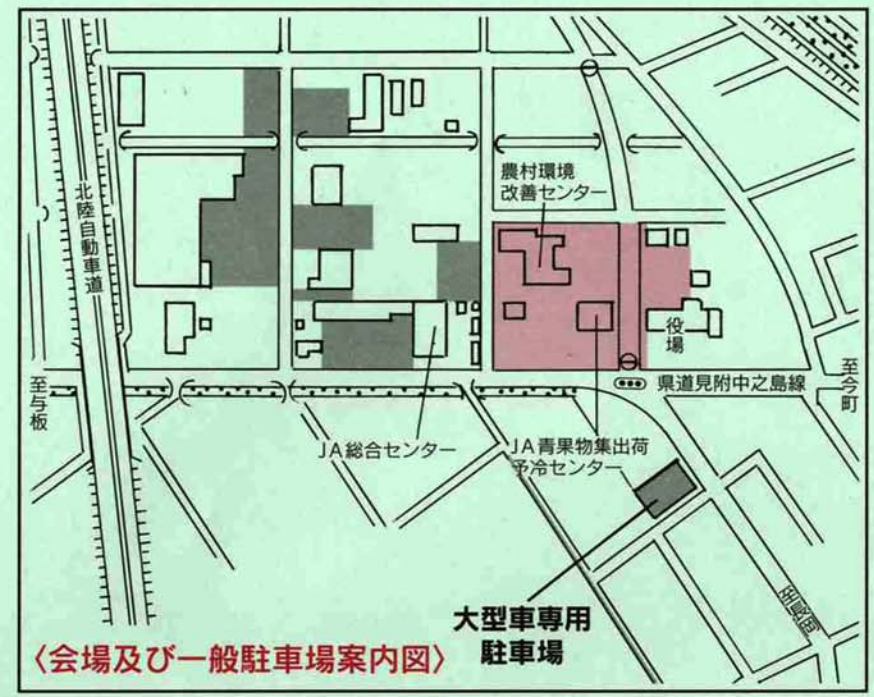 農村環境
改善センター
北陸自動車道
役場
至与板
県道見附中之島線
至今町
JA総合センター
JA青果物集出荷
予冷センター
大型車専用
駐車場
至長岡
〈会場及び一般駐車場案内図〉